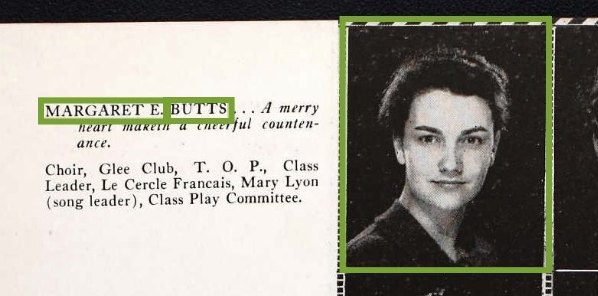 MARGARET E. BUTTS . . . A merry
heart maketh a cheerful counten-
ance.
Choir, Glee Club, T. O. P., Class
Leader, Le Cercle Francais, Mary Lyon
(song leader), Class Play Committee.